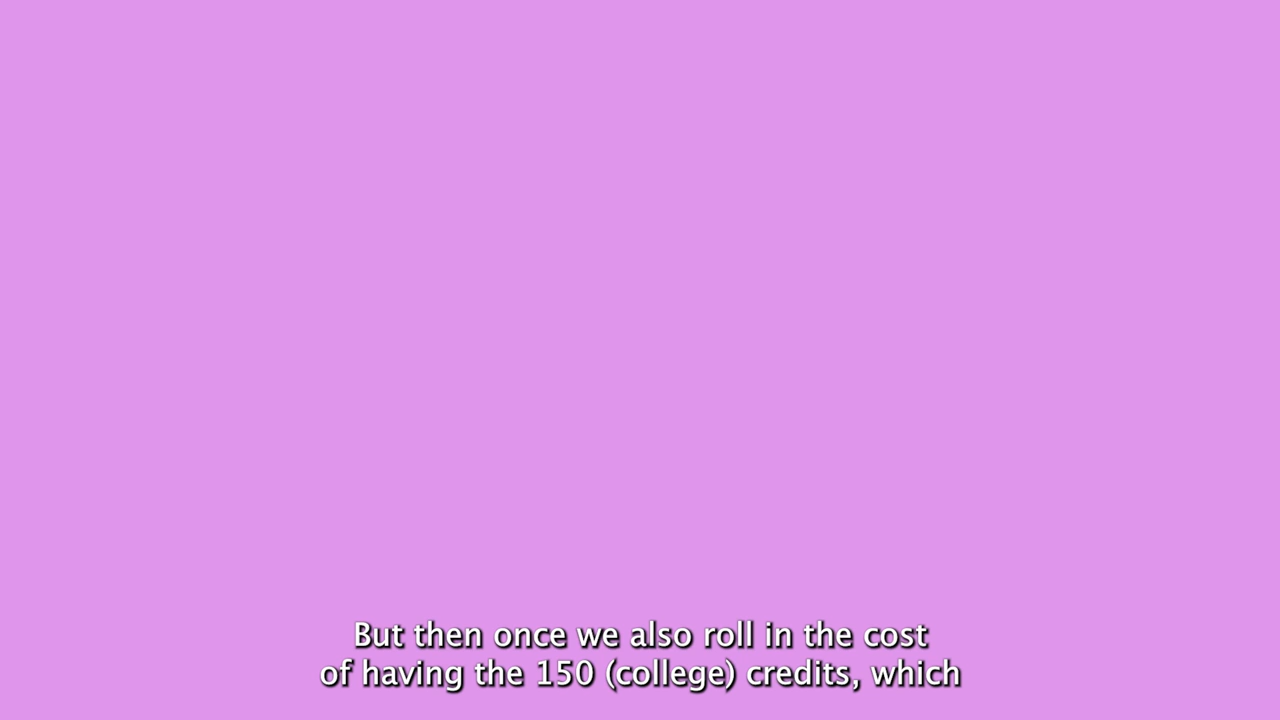 But then once we also roll in the cost
of having the 150 (college) credits, which